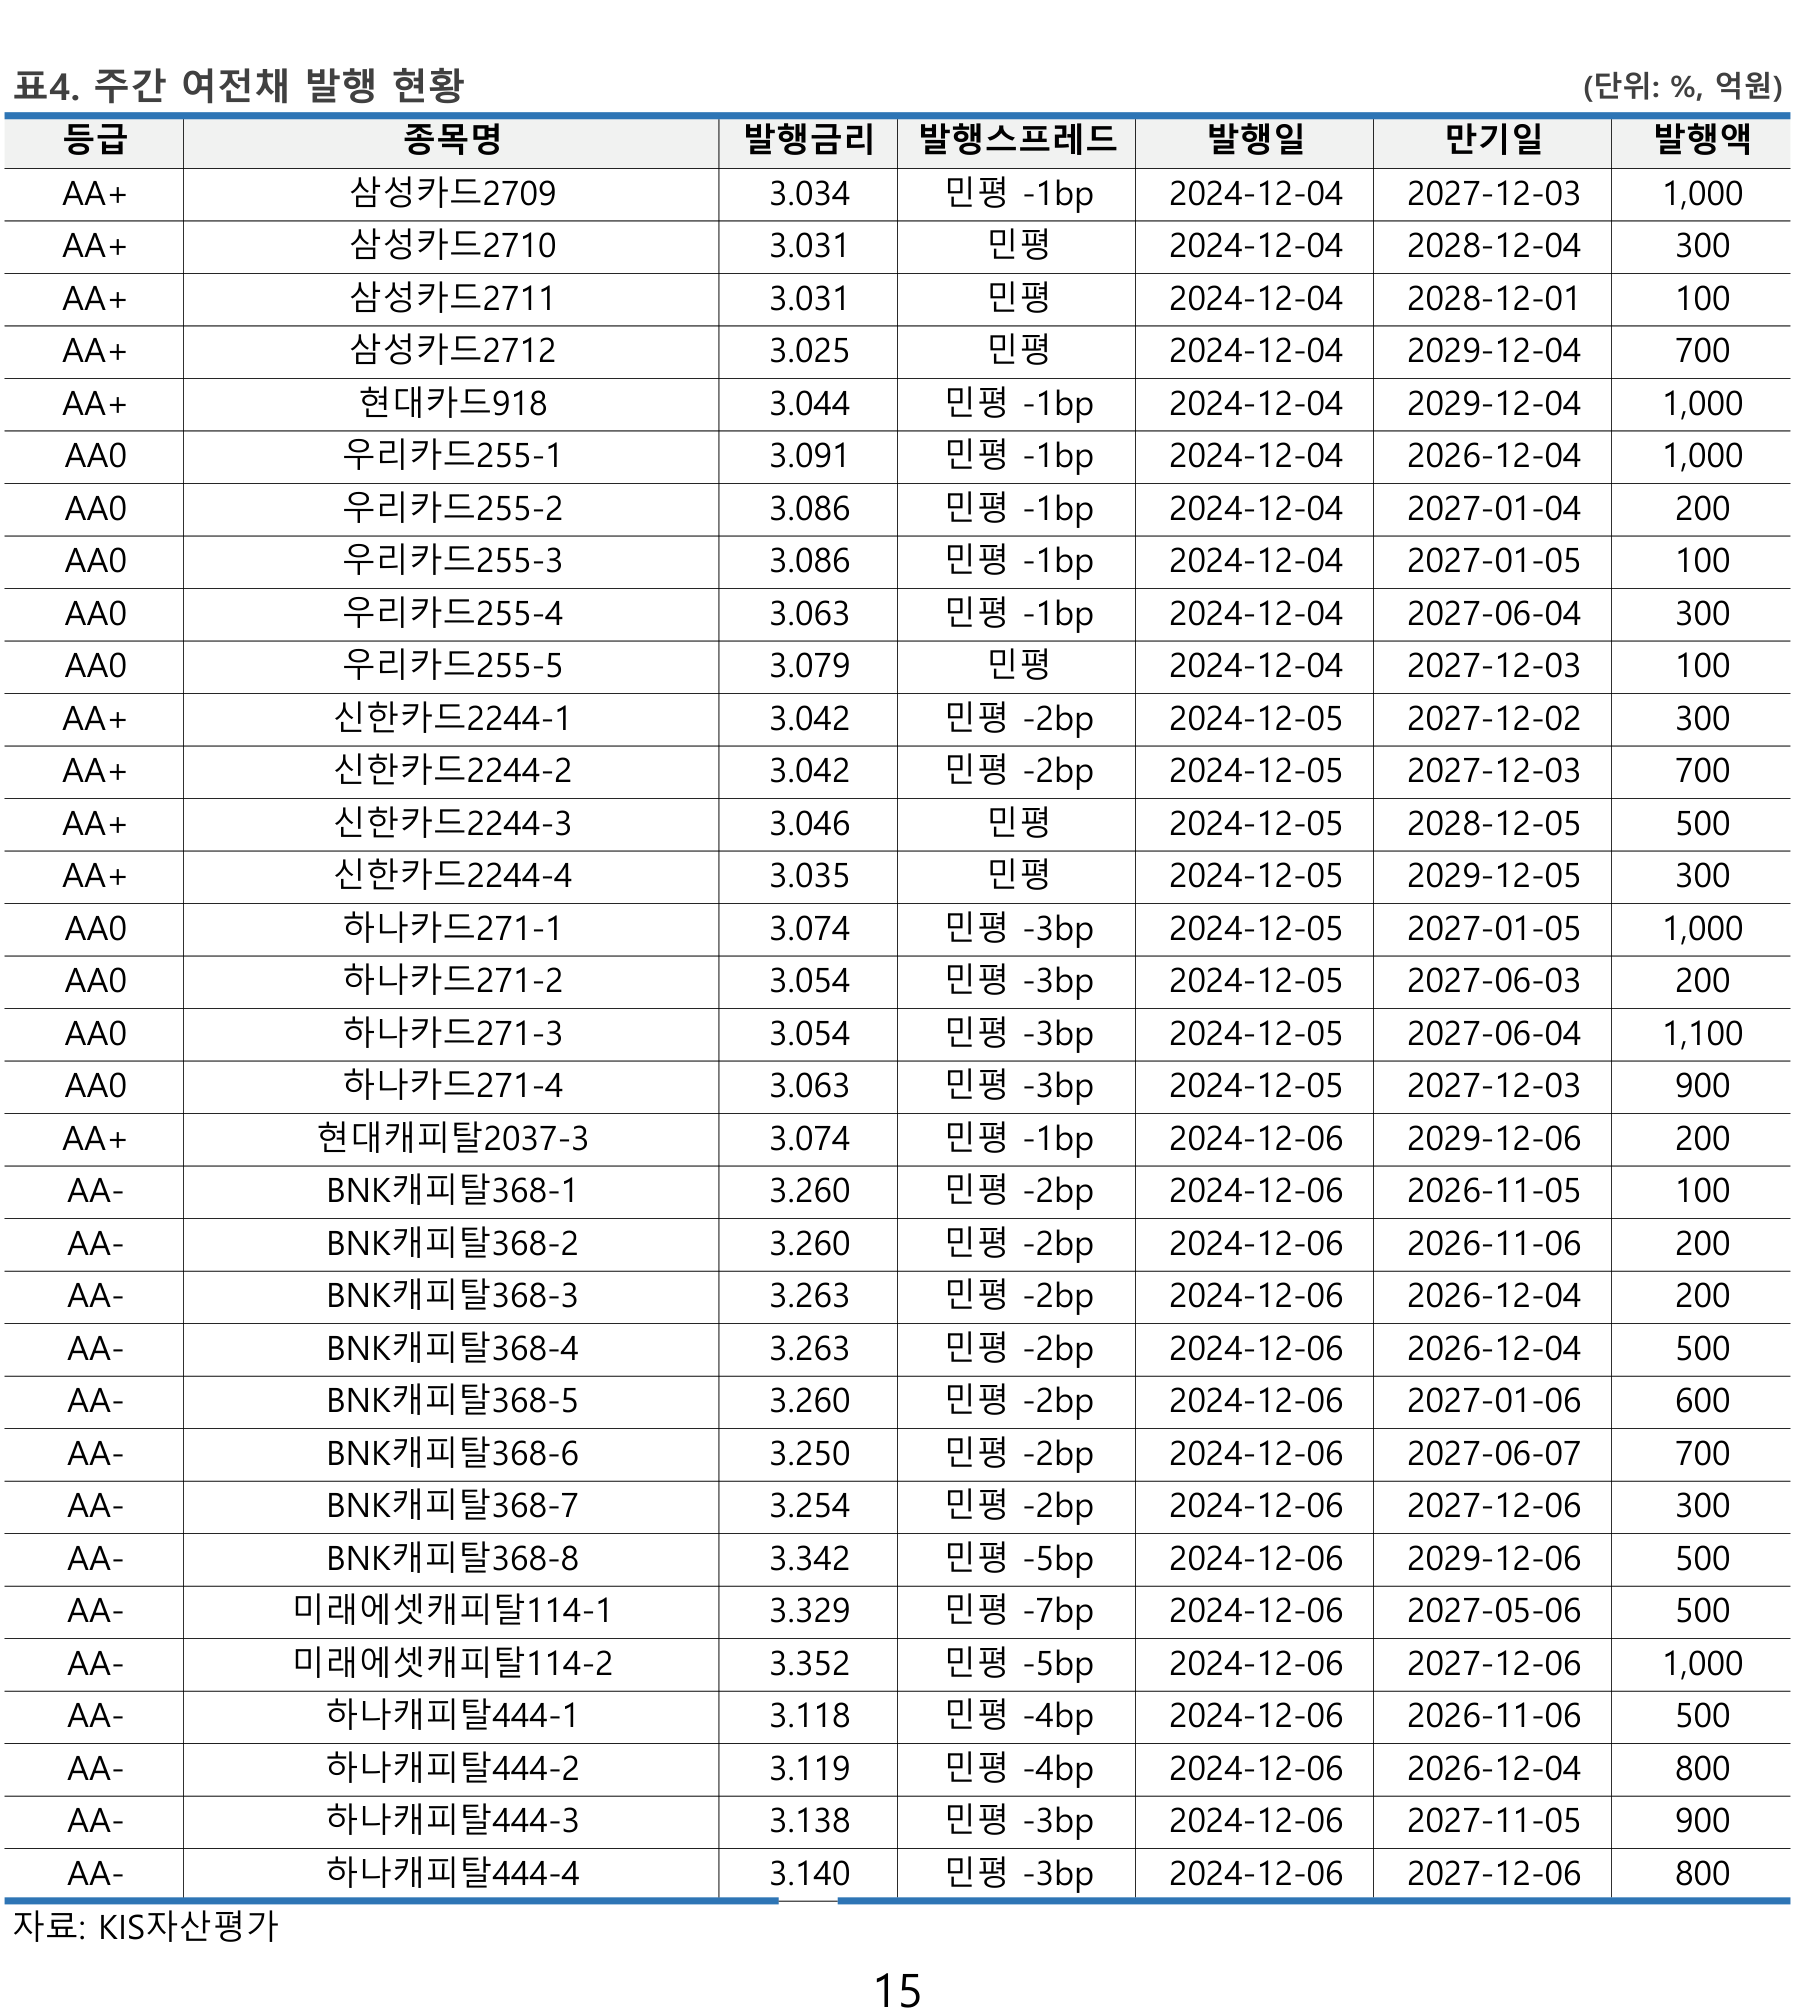 표4. 주간 여전채 발행 현황 (단위: %, 억원)
등급 종목명 발행금리 발행스프레드 발행일 만기일 발행액
AA+ 삼성카드2709 3.034 민평 -1bp 2024-12-04 2027-12-03 1,000
AA+ 삼성카드2710 3.031 민평 2024-12-04 2028-12-04 300
AA+ 삼성카드2711 3.031 민평 2024-12-04 2028-12-01 100
AA+ 삼성카드2712 3.025 민평 2024-12-04 2029-12-04 700
AA+ 현대카드918 3.044 민평 -1bp 2024-12-04 2029-12-04 1,000
AA0 우리카드255-1 3.091 민평 -1bp 2024-12-04 2026-12-04 1,000
AA0 우리카드255-2 3.086 민평 -1bp 2024-12-04 2027-01-04 200
AA0 우리카드255-3 3.086 민평 -1bp 2024-12-04 2027-01-05 100
AA0 우리카드255-4 3.063 민평 -1bp 2024-12-04 2027-06-04 300
AA0 우리카드255-5 3.079 민평 2024-12-04 2027-12-03 100
AA+ 신한카드2244-1 3.042 민평 -2bp 2024-12-05 2027-12-02 300
AA+ 신한카드2244-2 3.042 민평 -2bp 2024-12-05 2027-12-03 700
AA+ 신한카드2244-3 3.046 민평 2024-12-05 2028-12-05 500
AA+ 신한카드2244-4 3.035 민평 2024-12-05 2029-12-05 300
AA0 하나카드271-1 3.074 민평 -3bp 2024-12-05 2027-01-05 1,000
AA0 하나카드271-2 3.054 민평 -3bp 2024-12-05 2027-06-03 200
AA0 하나카드271-3 3.054 민평 -3bp 2024-12-05 2027-06-04 1,100
AA0 하나카드271-4 3.063 민평 -3bp 2024-12-05 2027-12-03 900
AA+ 현대캐피탈2037-3 3.074 민평 -1bp 2024-12-06 2029-12-06 200
AA- BNK캐피탈368-1 3.260 민평 -2bp 2024-12-06 2026-11-05 100
AA- BNK캐피탈368-2 3.260 민평 -2bp 2024-12-06 2026-11-06 200
AA- BNK캐피탈368-3 3.263 민평 -2bp 2024-12-06 2026-12-04 200
AA- BNK캐피탈368-4 3.263 민평 -2bp 2024-12-06 2026-12-04 500
AA- BNK캐피탈368-5 3.260 민평 -2bp 2024-12-06 2027-01-06 600
AA- BNK캐피탈368-6 3.250 민평 -2bp 2024-12-06 2027-06-07 700
AA- BNK캐피탈368-7 3.254 민평 -2bp 2024-12-06 2027-12-06 300
AA- BNK캐피탈368-8 3.342 민평 -5bp 2024-12-06 2029-12-06 500
AA- 미래에셋캐피탈114-1 3.329 민평 -7bp 2024-12-06 2027-05-06 500
AA- 미래에셋캐피탈114-2 3.352 민평 -5bp 2024-12-06 2027-12-06 1,000
AA- 하나캐피탈444-1 3.118 민평 -4bp 2024-12-06 2026-11-06 500
AA- 하나캐피탈444-2 3.119 민평 -4bp 2024-12-06 2026-12-04 800
AA- 하나캐피탈444-3 3.138 민평 -3bp 2024-12-06 2027-11-05 900
AA- 하나캐피탈444-4 3.140 민평 -3bp 2024-12-06 2027-12-06 800
자료: KIS자산평가
15